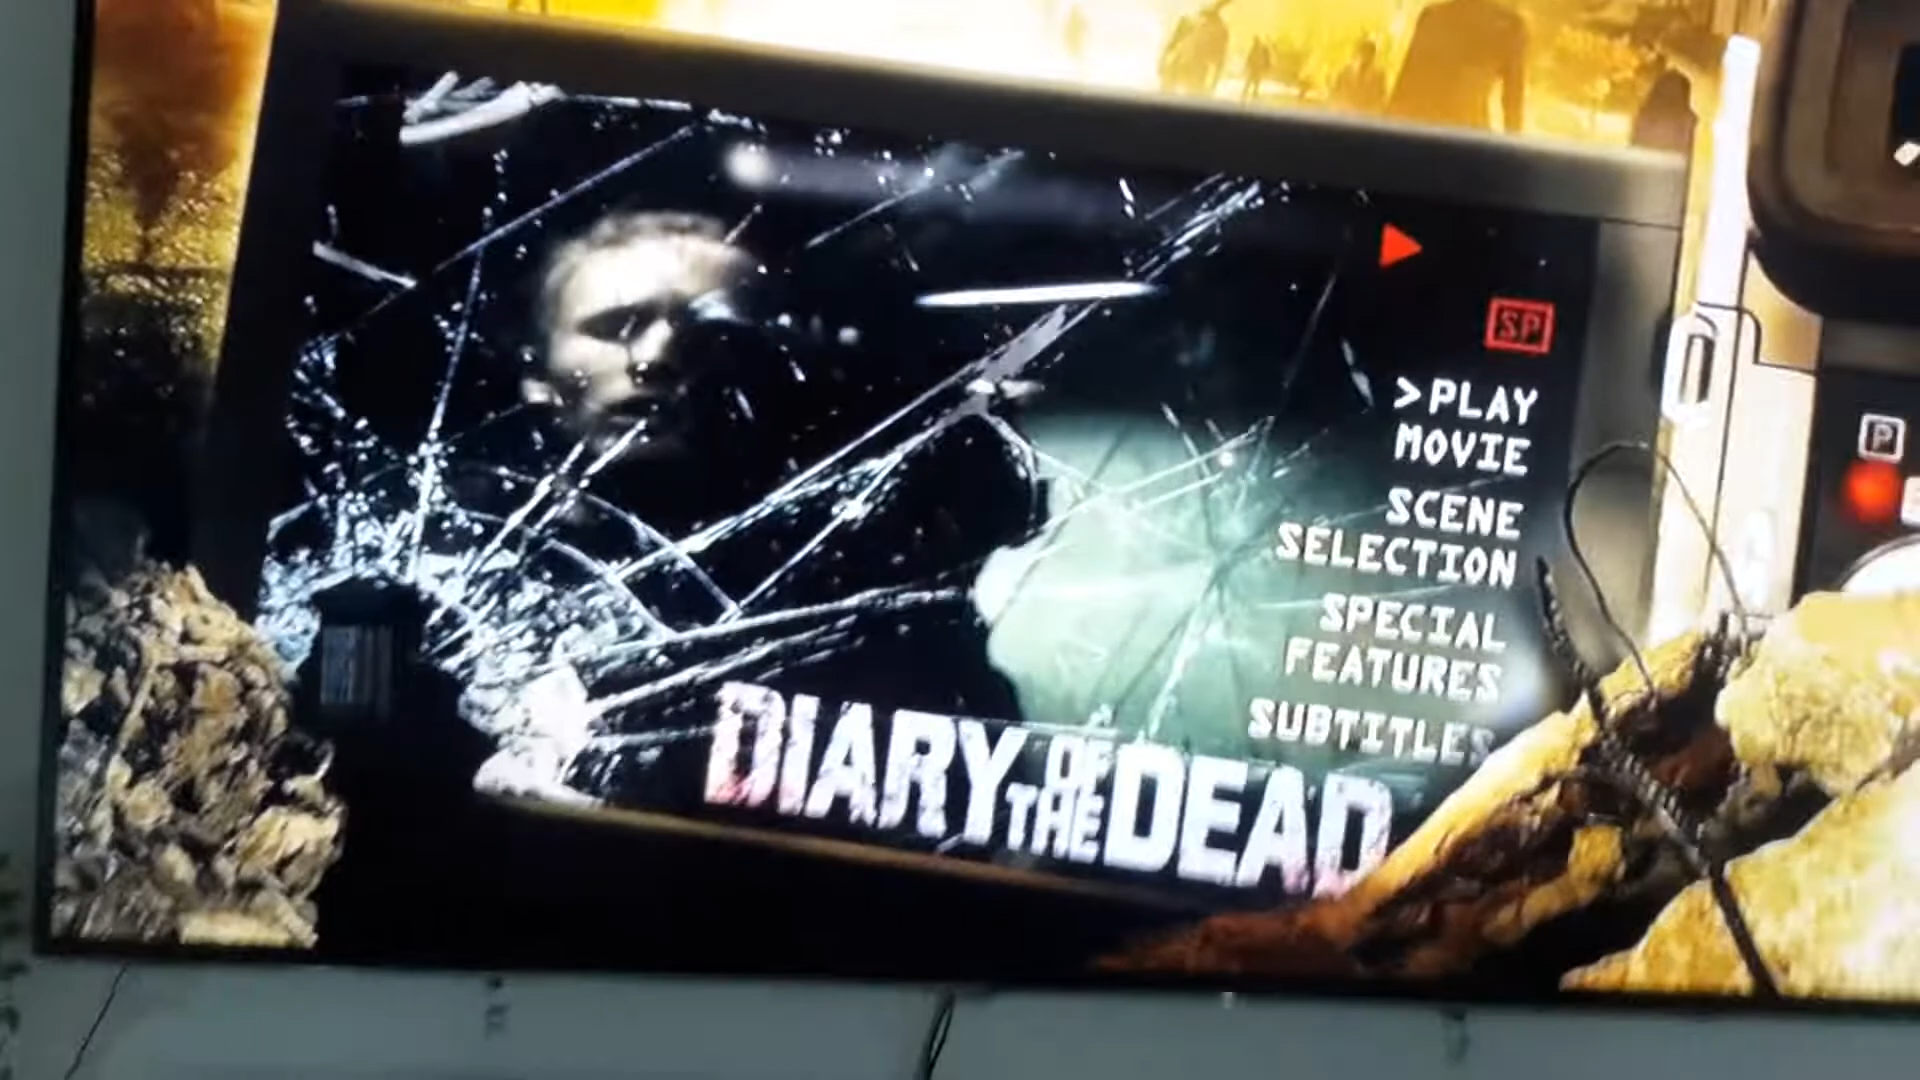 SP
>PLAY
MOVIE
SCENE
SELECTION
SPECIAL
FEATURES
SUBTITLES
DIARY OF THE DEAD
P